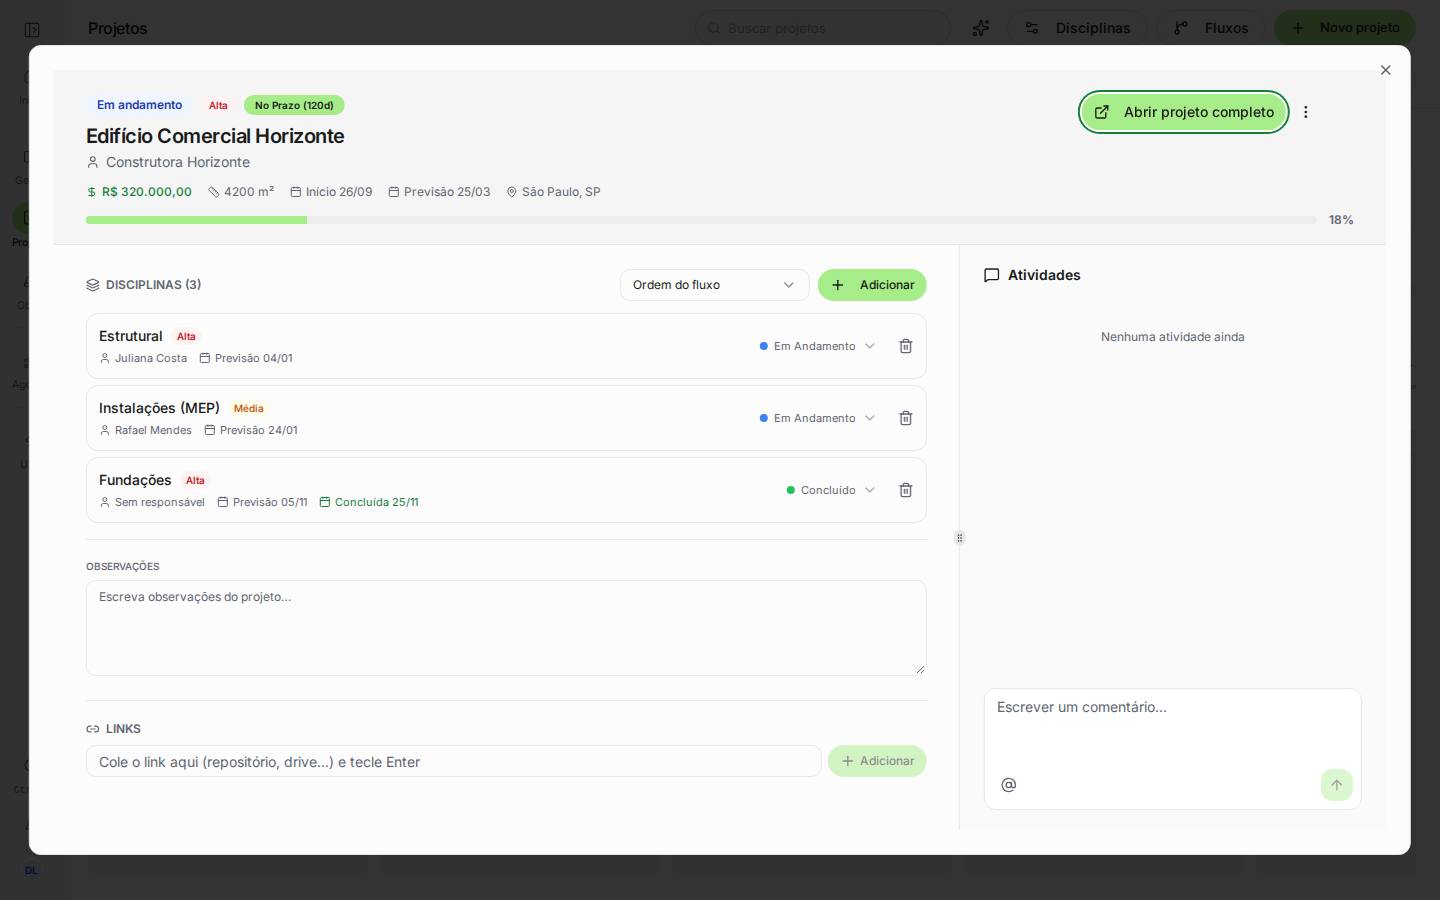 Projetos
Buscar projetos
Disciplinas
Fluxos
Novo projeto
Em andamento
Alta
No Prazo (120d)
Abrir projeto completo
Edifício Comercial Horizonte
Construtora Horizonte
R$ 320.000,00
4200 m²
Início 26/09
Previsão 25/03
São Paulo, SP
18%
DISCIPLINAS (3)
Ordem do fluxo
Adicionar
Estrutural
Alta
Juliana Costa
Previsão 04/01
Em Andamento
Instalações (MEP)
Média
Rafael Mendes
Previsão 24/01
Em Andamento
Fundações
Alta
Sem responsável
Previsão 05/11
Concluída 25/11
Concluído
OBSERVAÇÕES
Escreva observações do projeto...
LINKS
Cole o link aqui (repositório, drive...) e tecle Enter
Adicionar
Atividades
Nenhuma atividade ainda
Escrever um comentário...
DL